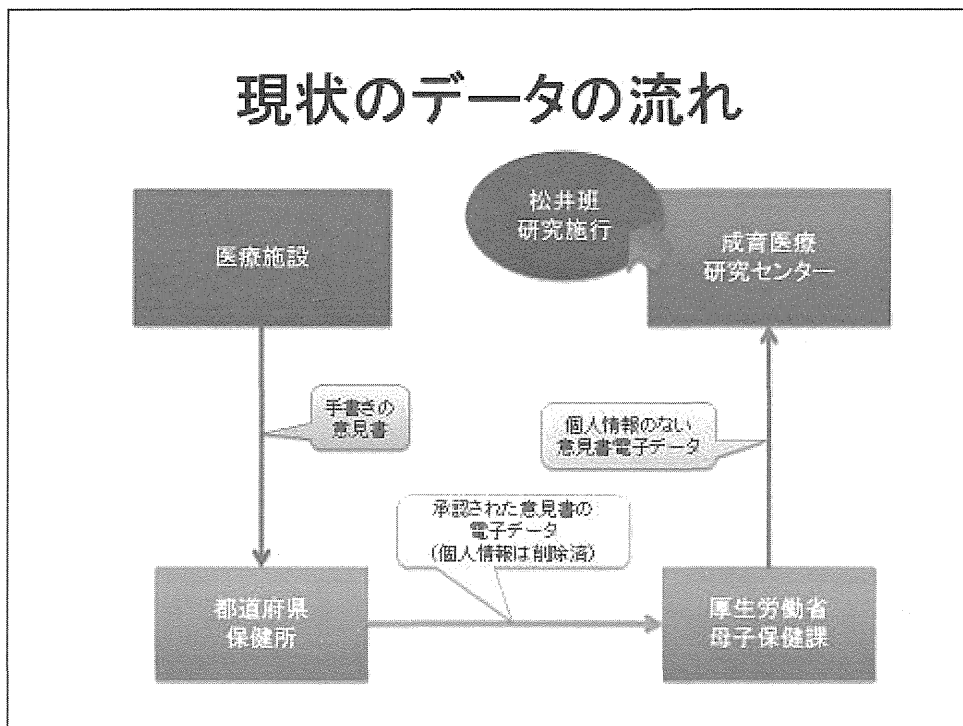 現状のデータの流れ
医療施設
松井班
研究施行
成育医療
研究センター
手書きの
意見書
個人情報のない
意見書電子データ
承認された意見書の
電子データ
(個人情報は削除済)
都道府県
保健所
厚生労働省
母子保健課